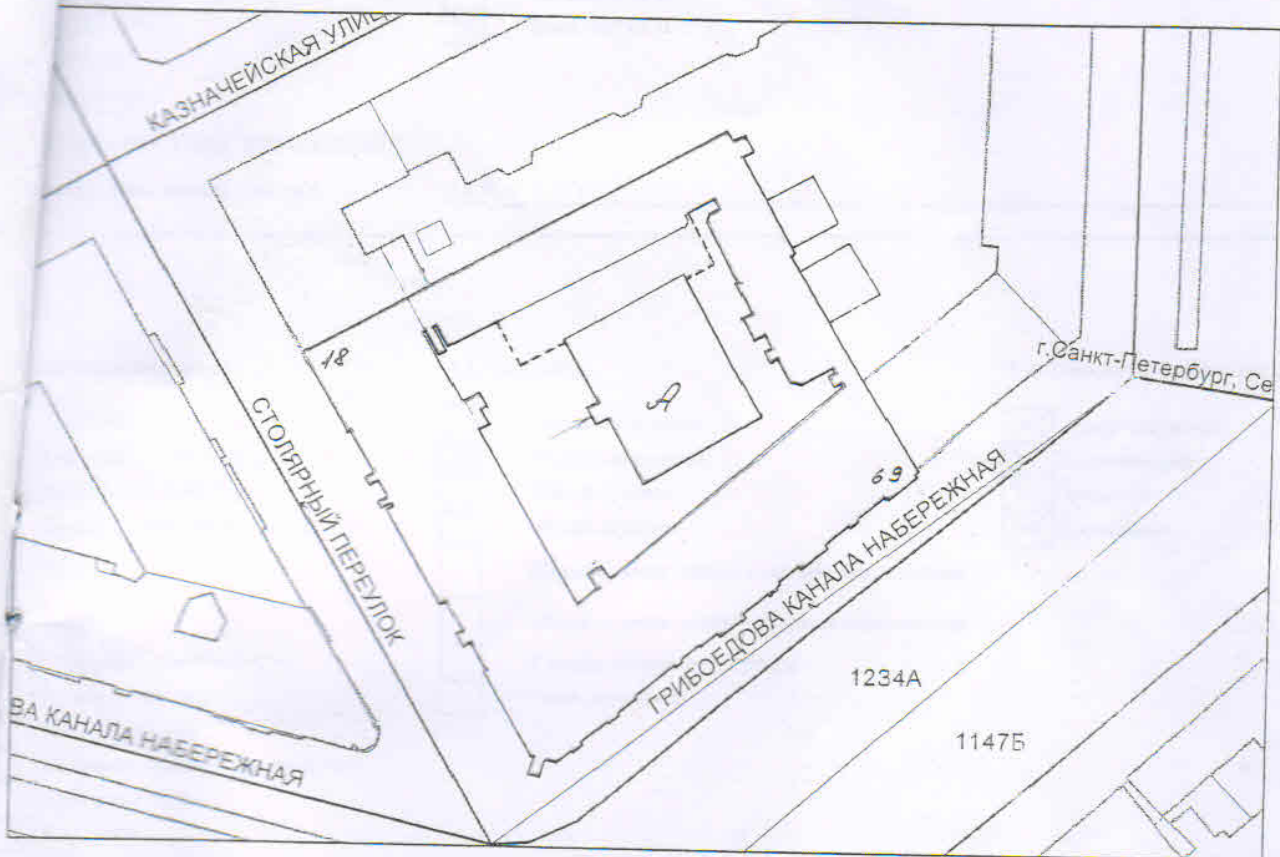 КАЗНАЧЕЙСКАЯ УЛИЦ
18
г.Санкт-Петербург, Се
СТОЛЯРНЫЙ ПЕРЕУЛОК
А
69
ГРИБОЕДОВА КАНАЛА НАБЕРЕЖНАЯ
1234А
ВА КАНАЛА НАБЕРЕЖНАЯ
1147Б